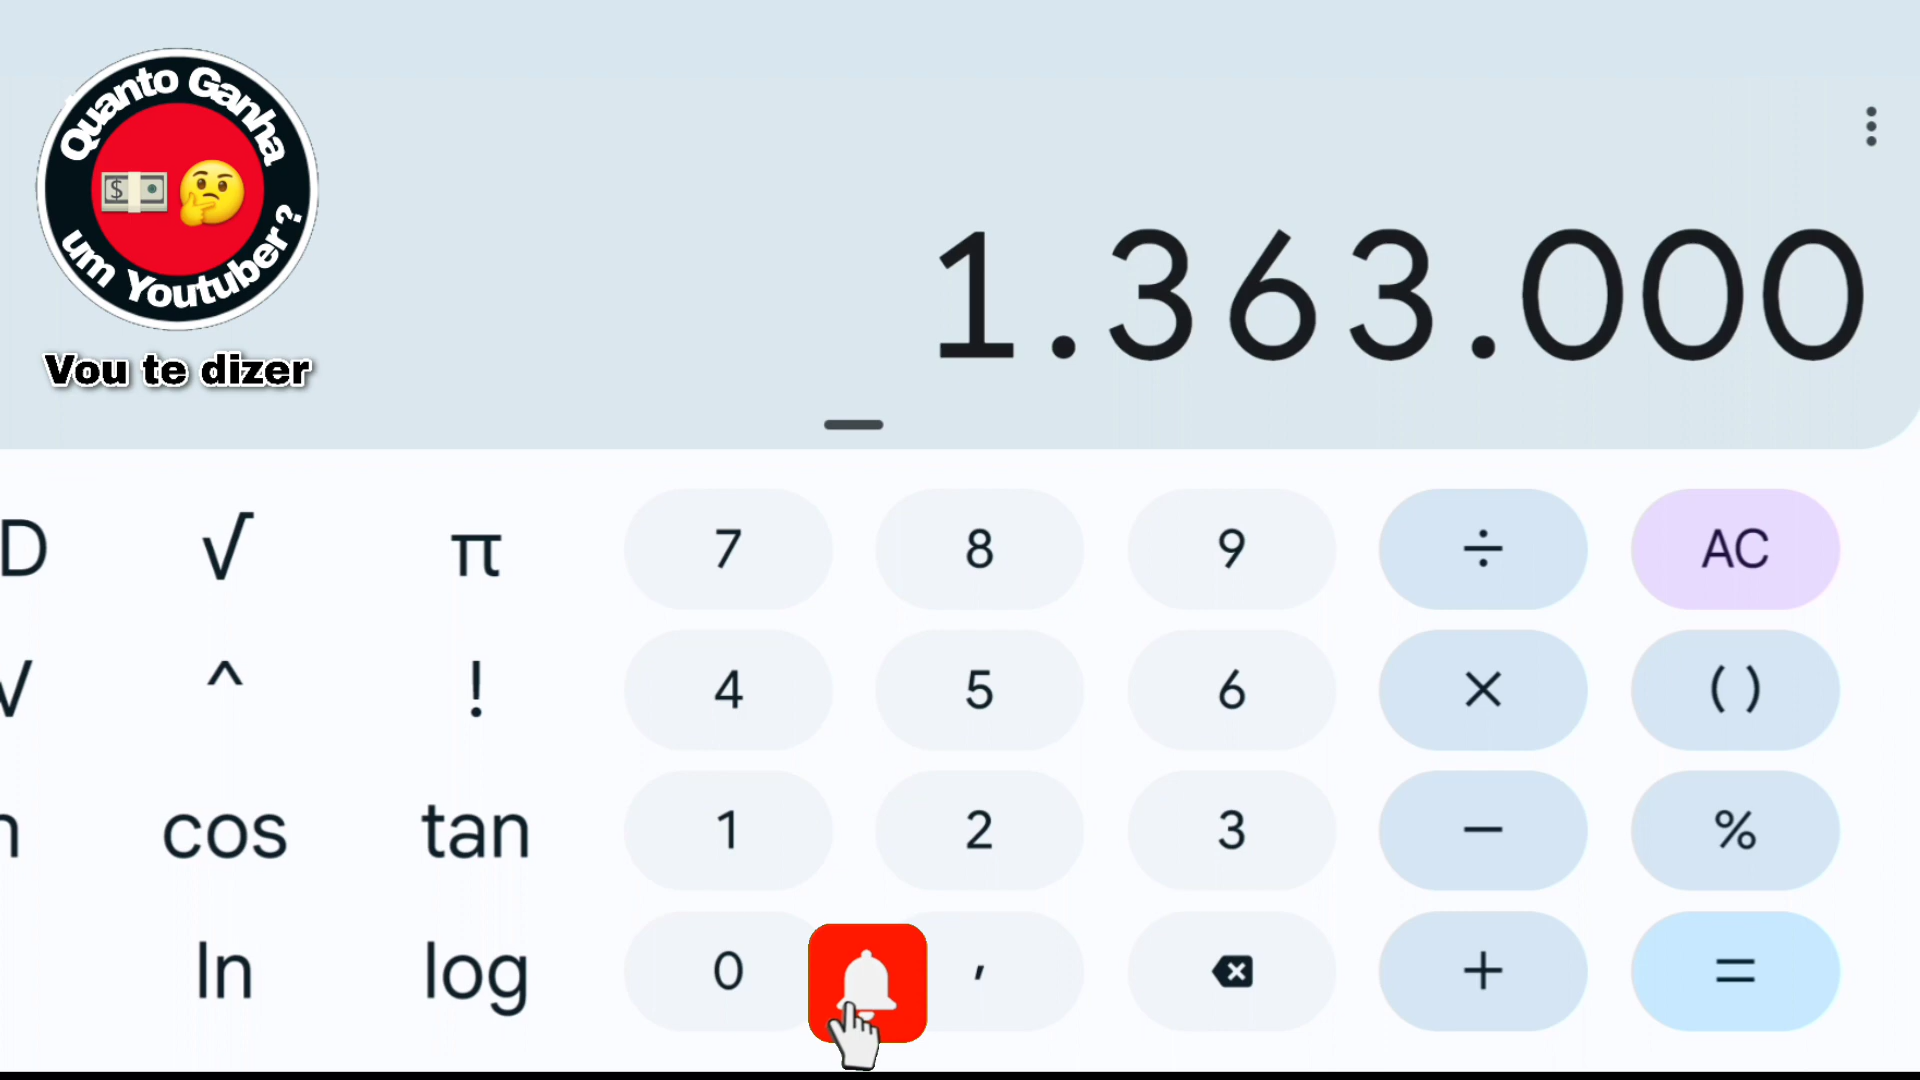 Quanto Ganha
um Youtuber?
Vou te dizer
1.363.000
D √ π 7 8 9 ÷ AC
^ ! 4 5 6 × ( )
cos tan 1 2 3 − %
ln log 0 , + =